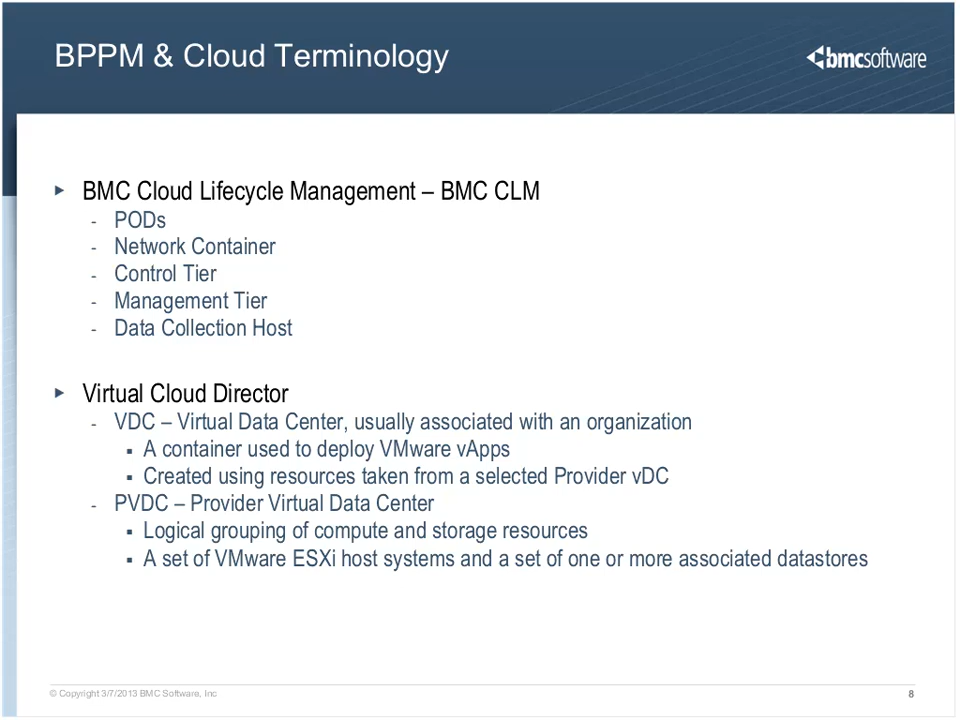 BPPM & Cloud Terminology
bmcsoftware
BMC Cloud Lifecycle Management – BMC CLM
- PODs
- Network Container
- Control Tier
- Management Tier
- Data Collection Host
Virtual Cloud Director
- VDC – Virtual Data Center, usually associated with an organization
A container used to deploy VMware vApps
Created using resources taken from a selected Provider vDC
- PVDC – Provider Virtual Data Center
Logical grouping of compute and storage resources
A set of VMware ESXi host systems and a set of one or more associated datastores
© Copyright 3/7/2013 BMC Software, Inc
8